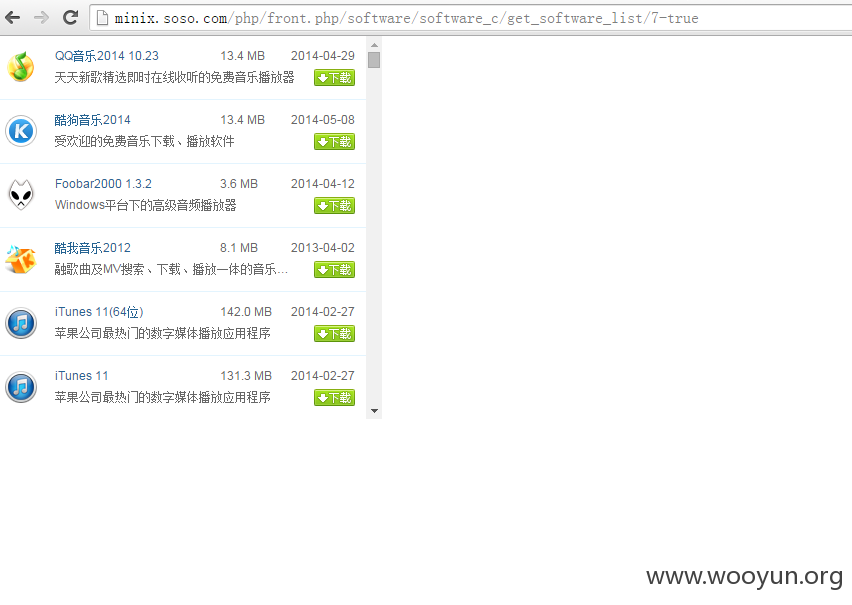 minix.soso.com/php/front.php/software/software_c/get_software_list/7-true
QQ音乐2014 10.23 13.4 MB 2014-04-29
天天新歌精选即时在线收听的免费音乐播放器 下载
酷狗音乐2014 13.4 MB 2014-05-08
受欢迎的免费音乐下载、播放软件 下载
Foobar2000 1.3.2 3.6 MB 2014-04-12
Windows平台下的高级音频播放器 下载
酷我音乐2012 8.1 MB 2013-04-02
融歌曲及MV搜索、下载、播放一体的音乐... 下载
iTunes 11(64位) 142.0 MB 2014-02-27
苹果公司最热门的数字媒体播放应用程序 下载
iTunes 11 131.3 MB 2014-02-27
苹果公司最热门的数字媒体播放应用程序 下载
www.wooyun.org